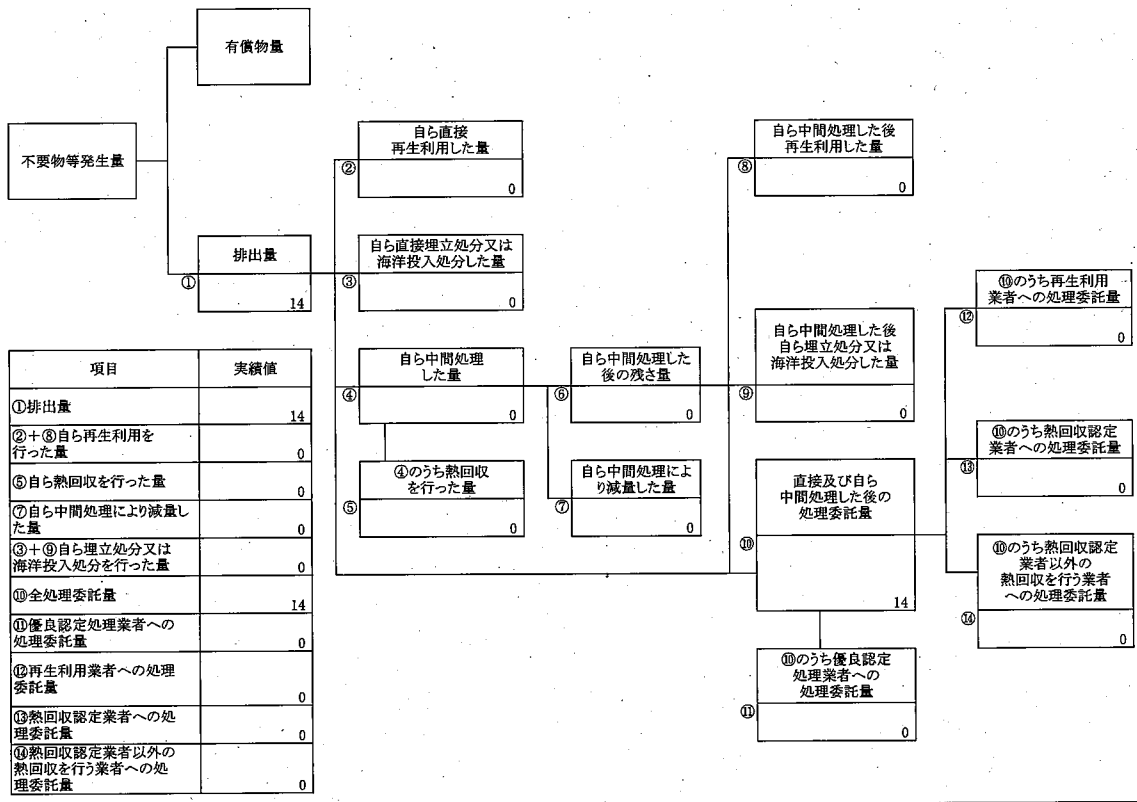 有償物量
不要物等発生量
自ら直接
再生利用した量
②
0
自ら中間処理した後
再生利用した量
⑧
0
排出量
①
14
自ら直接埋立処分又は
海洋投入処分した量
③
0
⑩のうち再生利用
業者への処理委託量
⑫
0
自ら中間処理
した量
④
0
自ら中間処理した
後の残さ量
⑥
0
自ら中間処理した後
自ら埋立処分又は
海洋投入処分した量
⑨
0
⑩のうち熱回収認定
業者への処理委託量
⑬
0
④のうち熱回収
を行った量
⑤
0
自ら中間処理によ
り減量した量
⑦
0
直接及び自ら
中間処理した後の
処理委託量
⑩
14
⑩のうち熱回収認定
業者以外の
熱回収を行う業者
への処理委託量
⑭
0
⑩のうち優良認定
処理業者への
処理委託量
⑪
0
項目 実績値
①排出量 14
②+⑧自ら再生利用を
行った量 0
⑤自ら熱回収を行った量 0
⑦自ら中間処理により減量し
た量 0
③+⑨自ら埋立処分又は
海洋投入処分を行った量 0
⑩全処理委託量 14
⑪優良認定処理業者への
処理委託量 0
⑫再生利用業者への処理
委託量 0
⑬熱回収認定業者への処
理委託量 0
⑭熱回収認定業者以外の
熱回収を行う業者への処
理委託量 0